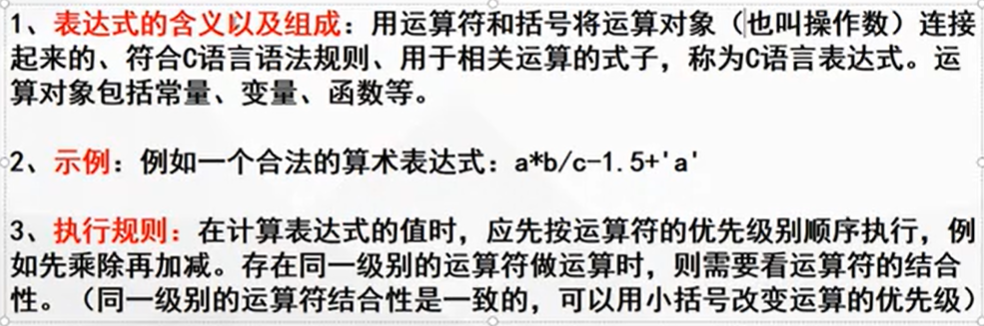 1、表达式的含义以及组成：用运算符和括号将运算对象（也叫操作数）连接
起来的、符合C语言语法规则、用于相关运算的式子，称为C语言表达式。运
算对象包括常量、变量、函数等。
2、示例：例如一个合法的算术表达式：a*b/c-1.5+'a'
3、执行规则：在计算表达式的值时，应先按运算符的优先级别顺序执行，例
如先乘除再加减。存在同一级别的运算符做运算时，则需要看运算符的结合
性。（同一级别的运算符结合性是一致的，可以用小括号改变运算的优先级）